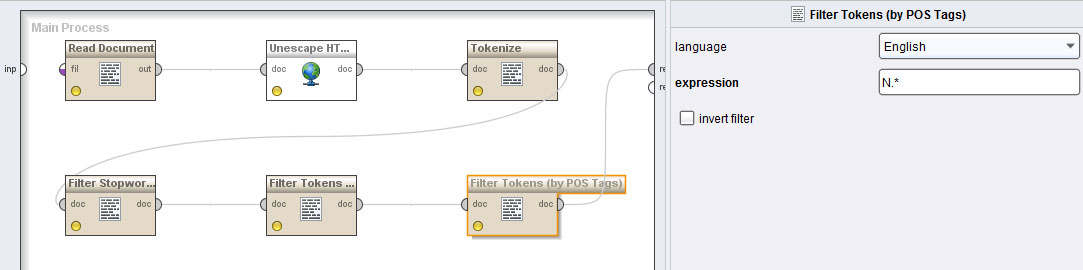 Main Process
inp
Read Document
fil out
Unescape HT...
doc doc
Tokenize
doc doc
re
re
Filter Stopwor...
doc doc
Filter Tokens ...
doc doc
Filter Tokens (by POS Tags)
doc doc
Filter Tokens (by POS Tags)
language
English
expression
N.*
invert filter